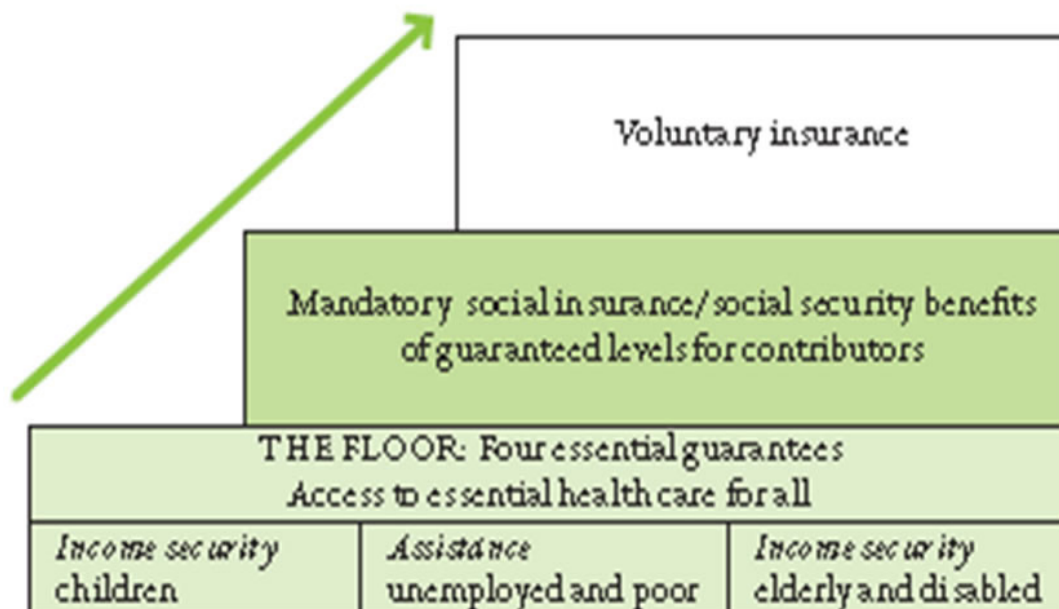 Voluntary insurance
Mandatory social insurance/social security benefits
of guaranteed levels for contributors
THE FLOOR: Four essential guarantees
Access to essential health care for all
Income security
children
Assistance
unemployed and poor
Income security
elderly and disabled